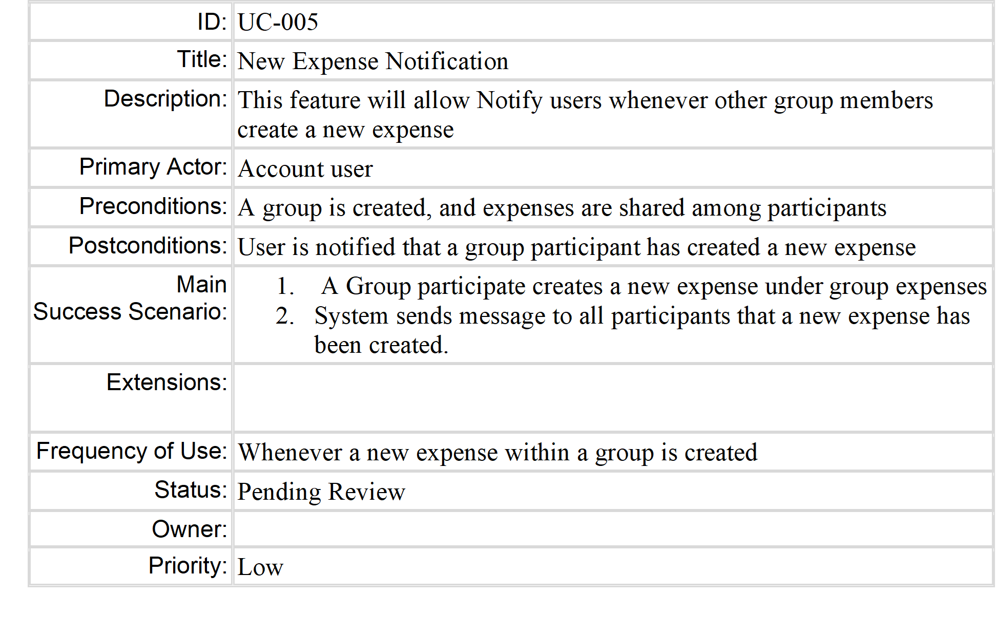 ID: UC-005
Title: New Expense Notification
Description: This feature will allow Notify users whenever other group members
create a new expense
Primary Actor: Account user
Preconditions: A group is created, and expenses are shared among participants
Postconditions: User is notified that a group participant has created a new expense
Main
Success Scenario:
1. A Group participate creates a new expense under group expenses
2. System sends message to all participants that a new expense has
been created.
Extensions:
Frequency of Use: Whenever a new expense within a group is created
Status: Pending Review
Owner:
Priority: Low